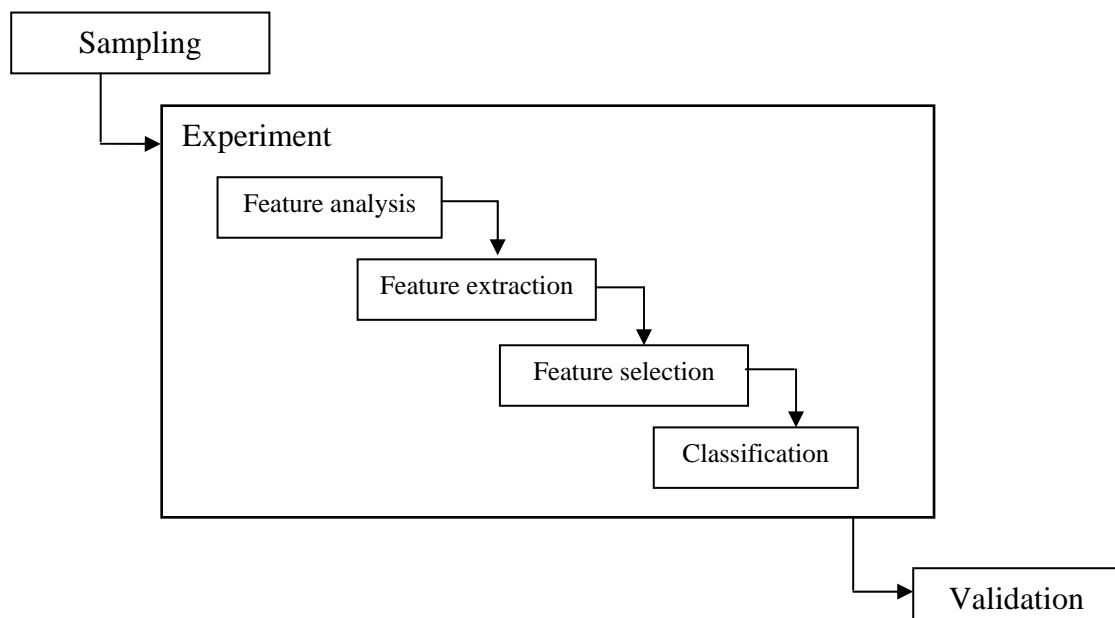 Sampling
Experiment
Feature analysis
Feature extraction
Feature selection
Classification
Validation